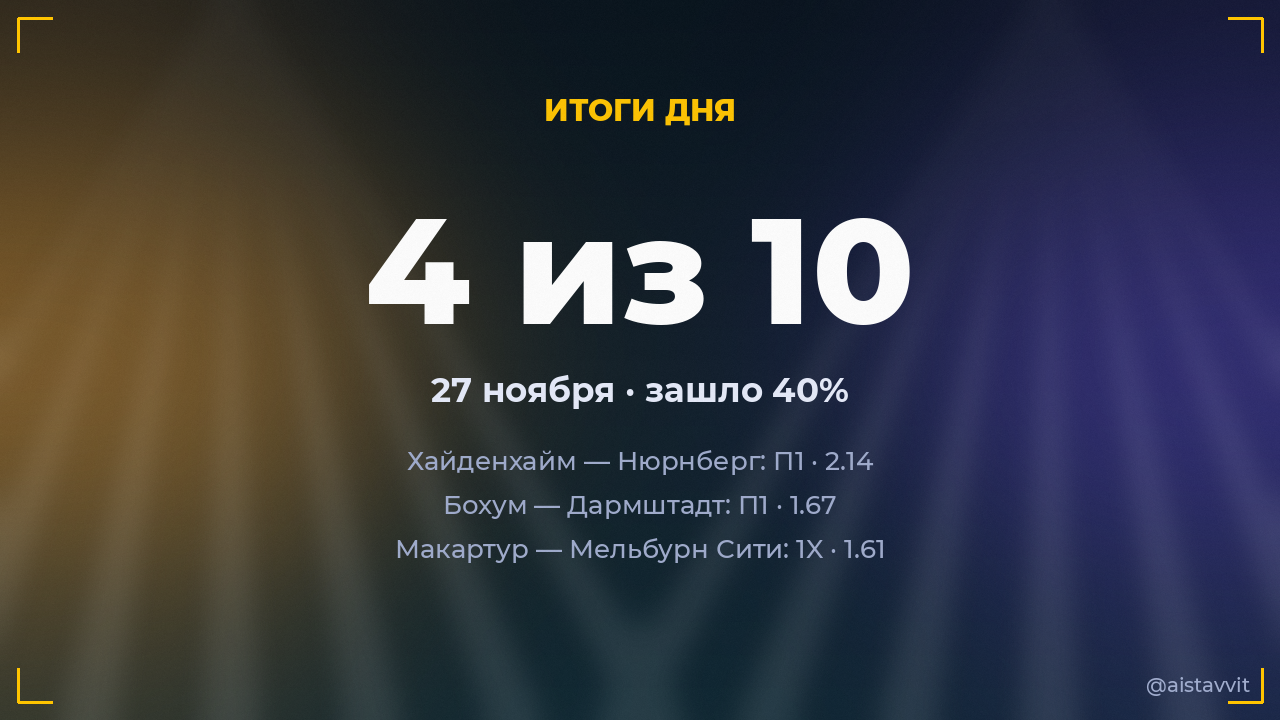 ИТОГИ ДНЯ
4 из 10
27 ноября · зашло 40%
Хайденхайм — Нюрнберг: П1 · 2.14
Бохум — Дармштадт: П1 · 1.67
Макартур — Мельбурн Сити: 1X · 1.61
@aistavvit